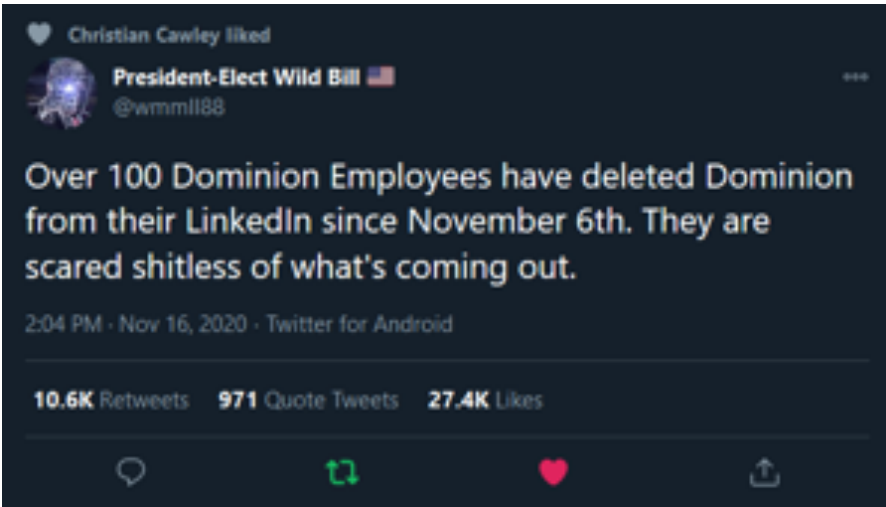 Christian Cawley liked
President-Elect Wild Bill
@wmmll88
Over 100 Dominion Employees have deleted Dominion
from their LinkedIn since November 6th. They are
scared shitless of what's coming out.
2:04 PM · Nov 16, 2020 · Twitter for Android
10.6K Retweets 971 Quote Tweets 27.4K Likes